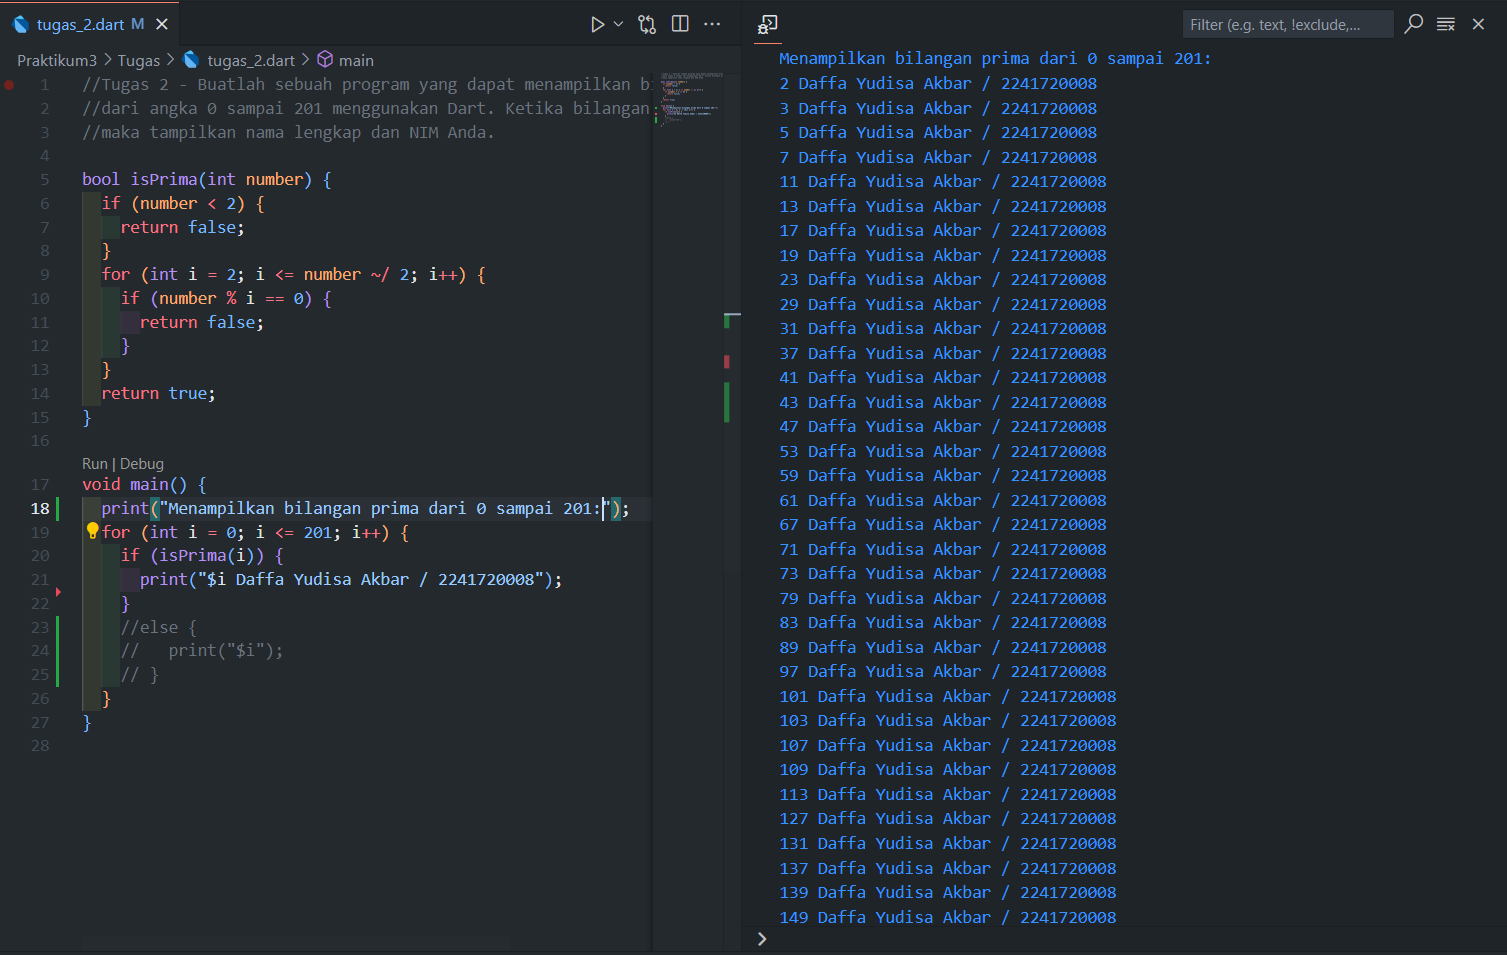 tugas_2.dart M
Filter (e.g. text, !exclude,...
Praktikum3 > Tugas > tugas_2.dart > main
1 //Tugas 2 - Buatlah sebuah program yang dapat menampilkan bi
2 //dari angka 0 sampai 201 menggunakan Dart. Ketika bilangan
3 //maka tampilkan nama lengkap dan NIM Anda.
4
5 bool isPrima(int number) {
6 if (number < 2) {
7 return false;
8 }
9 for (int i = 2; i <= number ~/ 2; i++) {
10 if (number % i == 0) {
11 return false;
12 }
13 }
14 return true;
15 }
16
Run | Debug
17 void main() {
18 print("Menampilkan bilangan prima dari 0 sampai 201:");
19 for (int i = 0; i <= 201; i++) {
20 if (isPrima(i)) {
21 print("$i Daffa Yudisa Akbar / 2241720008");
22 }
23 //else {
24 //   print("$i");
25 // }
26 }
27 }
28
Menampilkan bilangan prima dari 0 sampai 201:
2 Daffa Yudisa Akbar / 2241720008
3 Daffa Yudisa Akbar / 2241720008
5 Daffa Yudisa Akbar / 2241720008
7 Daffa Yudisa Akbar / 2241720008
11 Daffa Yudisa Akbar / 2241720008
13 Daffa Yudisa Akbar / 2241720008
17 Daffa Yudisa Akbar / 2241720008
19 Daffa Yudisa Akbar / 2241720008
23 Daffa Yudisa Akbar / 2241720008
29 Daffa Yudisa Akbar / 2241720008
31 Daffa Yudisa Akbar / 2241720008
37 Daffa Yudisa Akbar / 2241720008
41 Daffa Yudisa Akbar / 2241720008
43 Daffa Yudisa Akbar / 2241720008
47 Daffa Yudisa Akbar / 2241720008
53 Daffa Yudisa Akbar / 2241720008
59 Daffa Yudisa Akbar / 2241720008
61 Daffa Yudisa Akbar / 2241720008
67 Daffa Yudisa Akbar / 2241720008
71 Daffa Yudisa Akbar / 2241720008
73 Daffa Yudisa Akbar / 2241720008
79 Daffa Yudisa Akbar / 2241720008
83 Daffa Yudisa Akbar / 2241720008
89 Daffa Yudisa Akbar / 2241720008
97 Daffa Yudisa Akbar / 2241720008
101 Daffa Yudisa Akbar / 2241720008
103 Daffa Yudisa Akbar / 2241720008
107 Daffa Yudisa Akbar / 2241720008
109 Daffa Yudisa Akbar / 2241720008
113 Daffa Yudisa Akbar / 2241720008
127 Daffa Yudisa Akbar / 2241720008
131 Daffa Yudisa Akbar / 2241720008
137 Daffa Yudisa Akbar / 2241720008
139 Daffa Yudisa Akbar / 2241720008
149 Daffa Yudisa Akbar / 2241720008